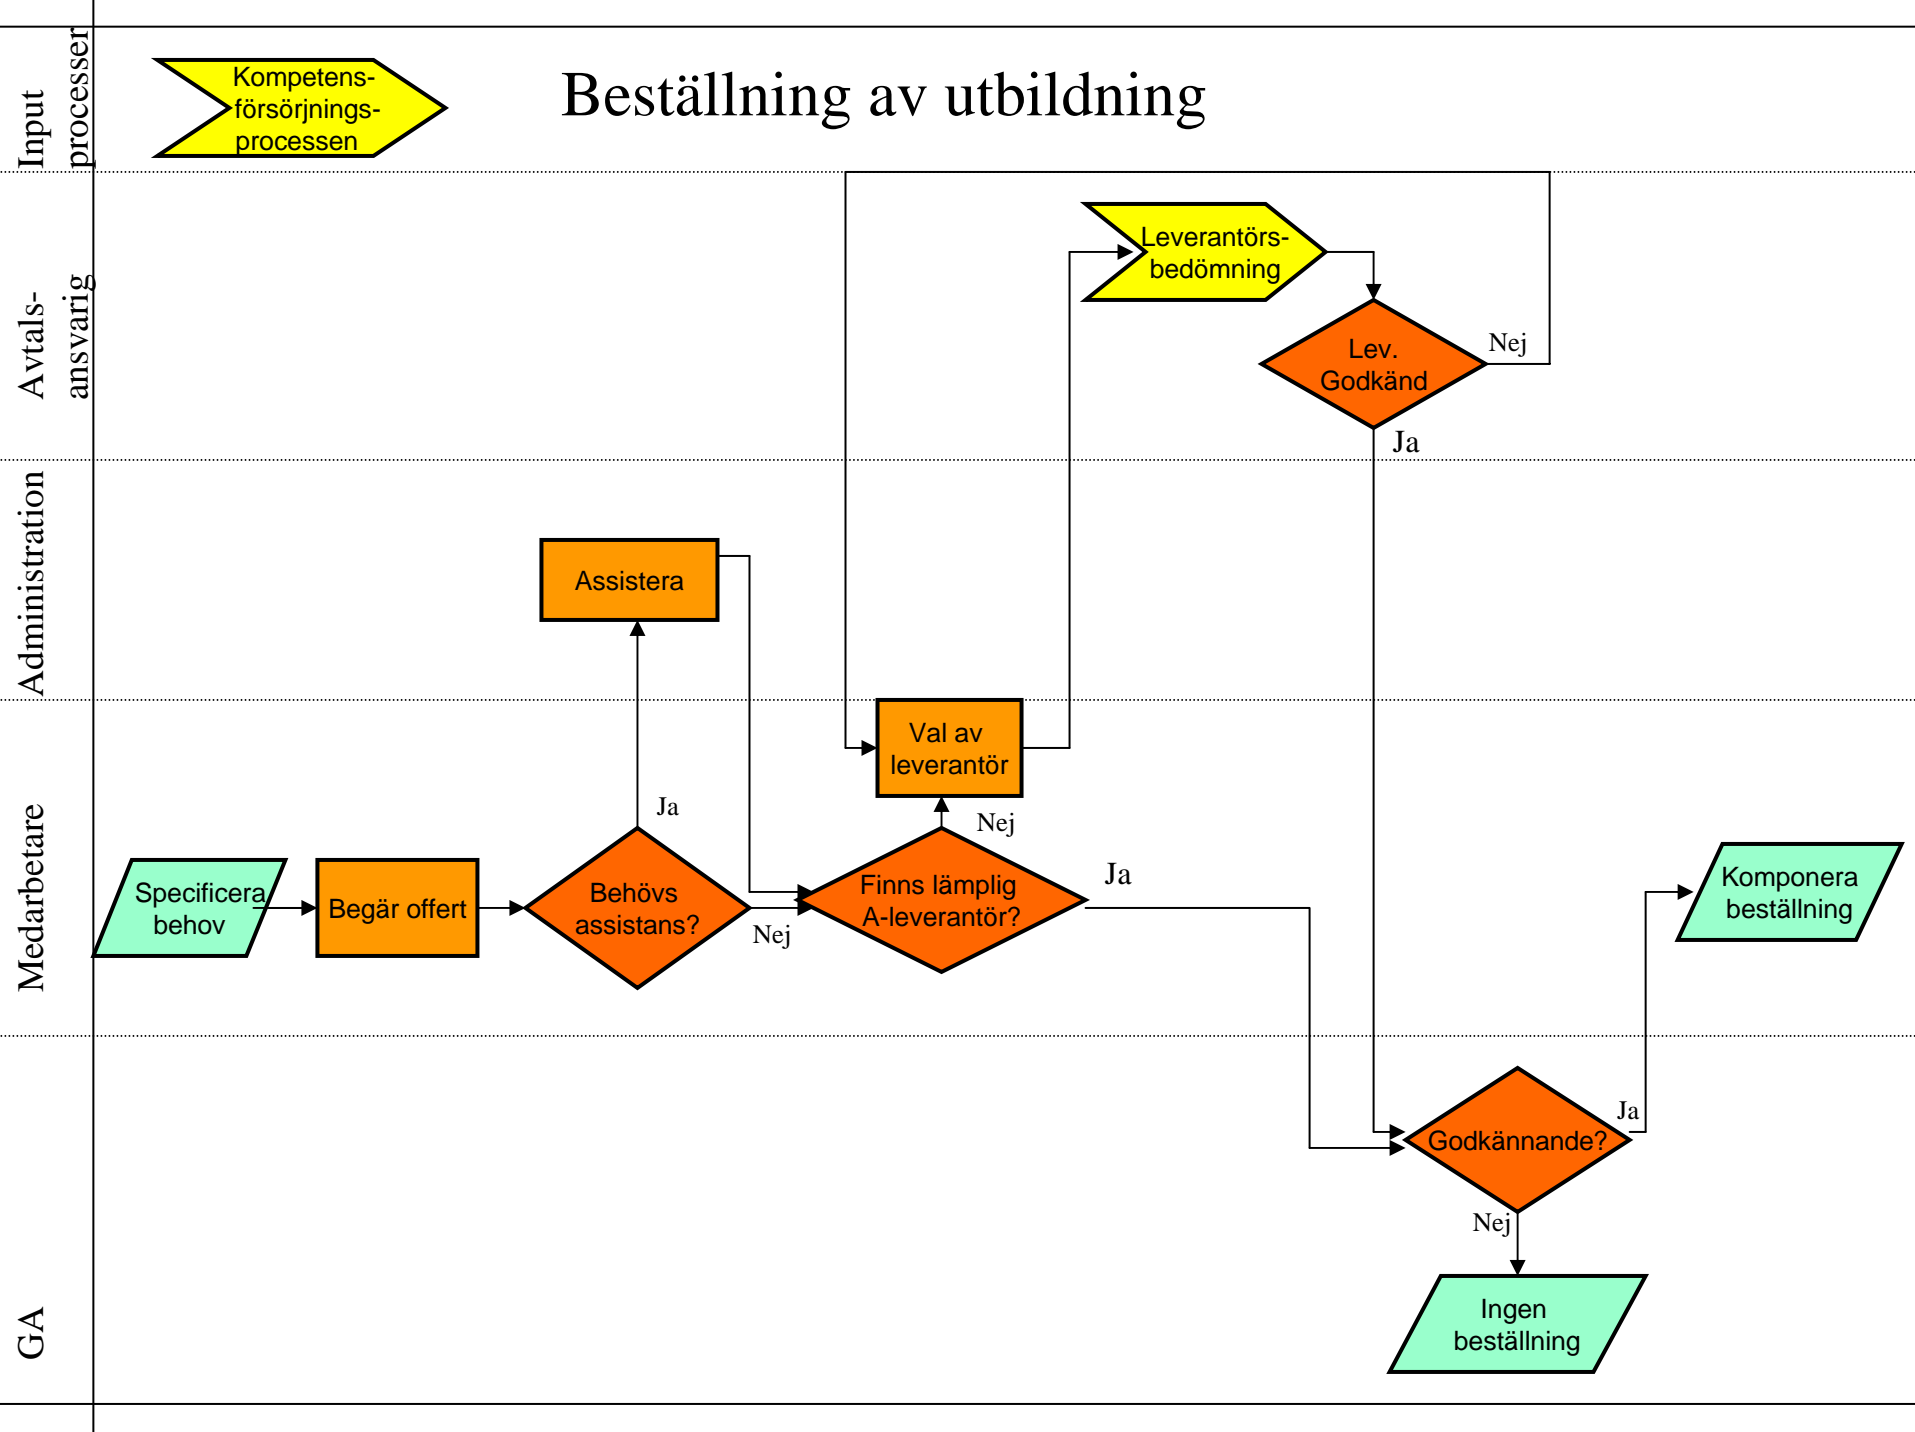 Beställning av utbildning
Input
processer
Kompetens-
försörjnings-
processen
Avtals-
ansvarig
Leverantörs-
bedömning
Lev.
Godkänd
Nej
Ja
Administration
Assistera
Medarbetare
Specificera
behov
Begär offert
Behövs
assistans?
Ja
Nej
Val av
leverantör
Nej
Finns lämplig
A-leverantör?
Ja
Komponera
beställning
GA
Godkännande?
Ja
Nej
Ingen
beställning